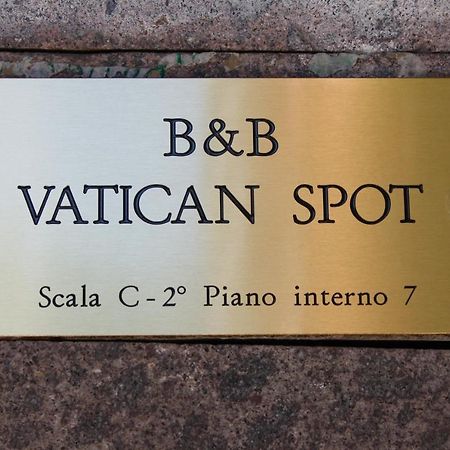 B&B
VATICAN SPOT
Scala C - 2° Piano interno 7